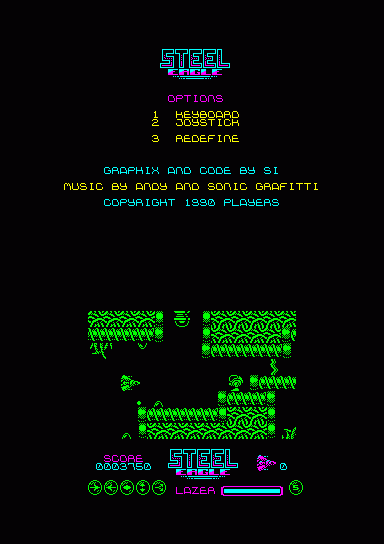 STEEL
EAGLE
OPTIONS
1 KEYBOARD
2 JOYSTICK
3 REDEFINE
GRAPHIX AND CODE BY SI
MUSIC BY ANDY AND SONIC GRAFITTI
COPYRIGHT 1990 PLAYERS
SCORE
0003750
STEEL
EAGLE
0
LAZER
S